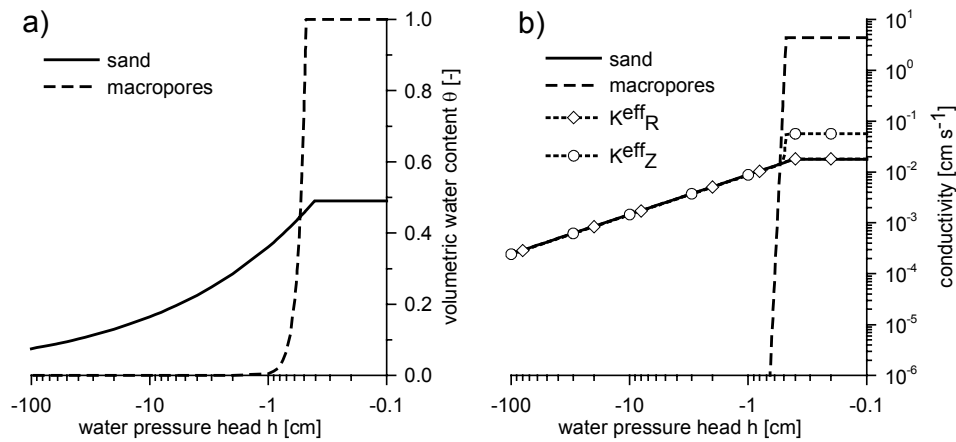 a)
sand
macropores
1.0
0.8
0.6
0.4
0.2
0.0
volumetric water content θ [-]
-100
-10
-1
-0.1
water pressure head h [cm]
b)
sand
macropores
K^eff_R
K^eff_Z
10^1
10^0
10^-1
10^-2
10^-3
10^-4
10^-5
10^-6
conductivity [cm s^-1]
-100
-10
-1
-0.1
water pressure head h [cm]